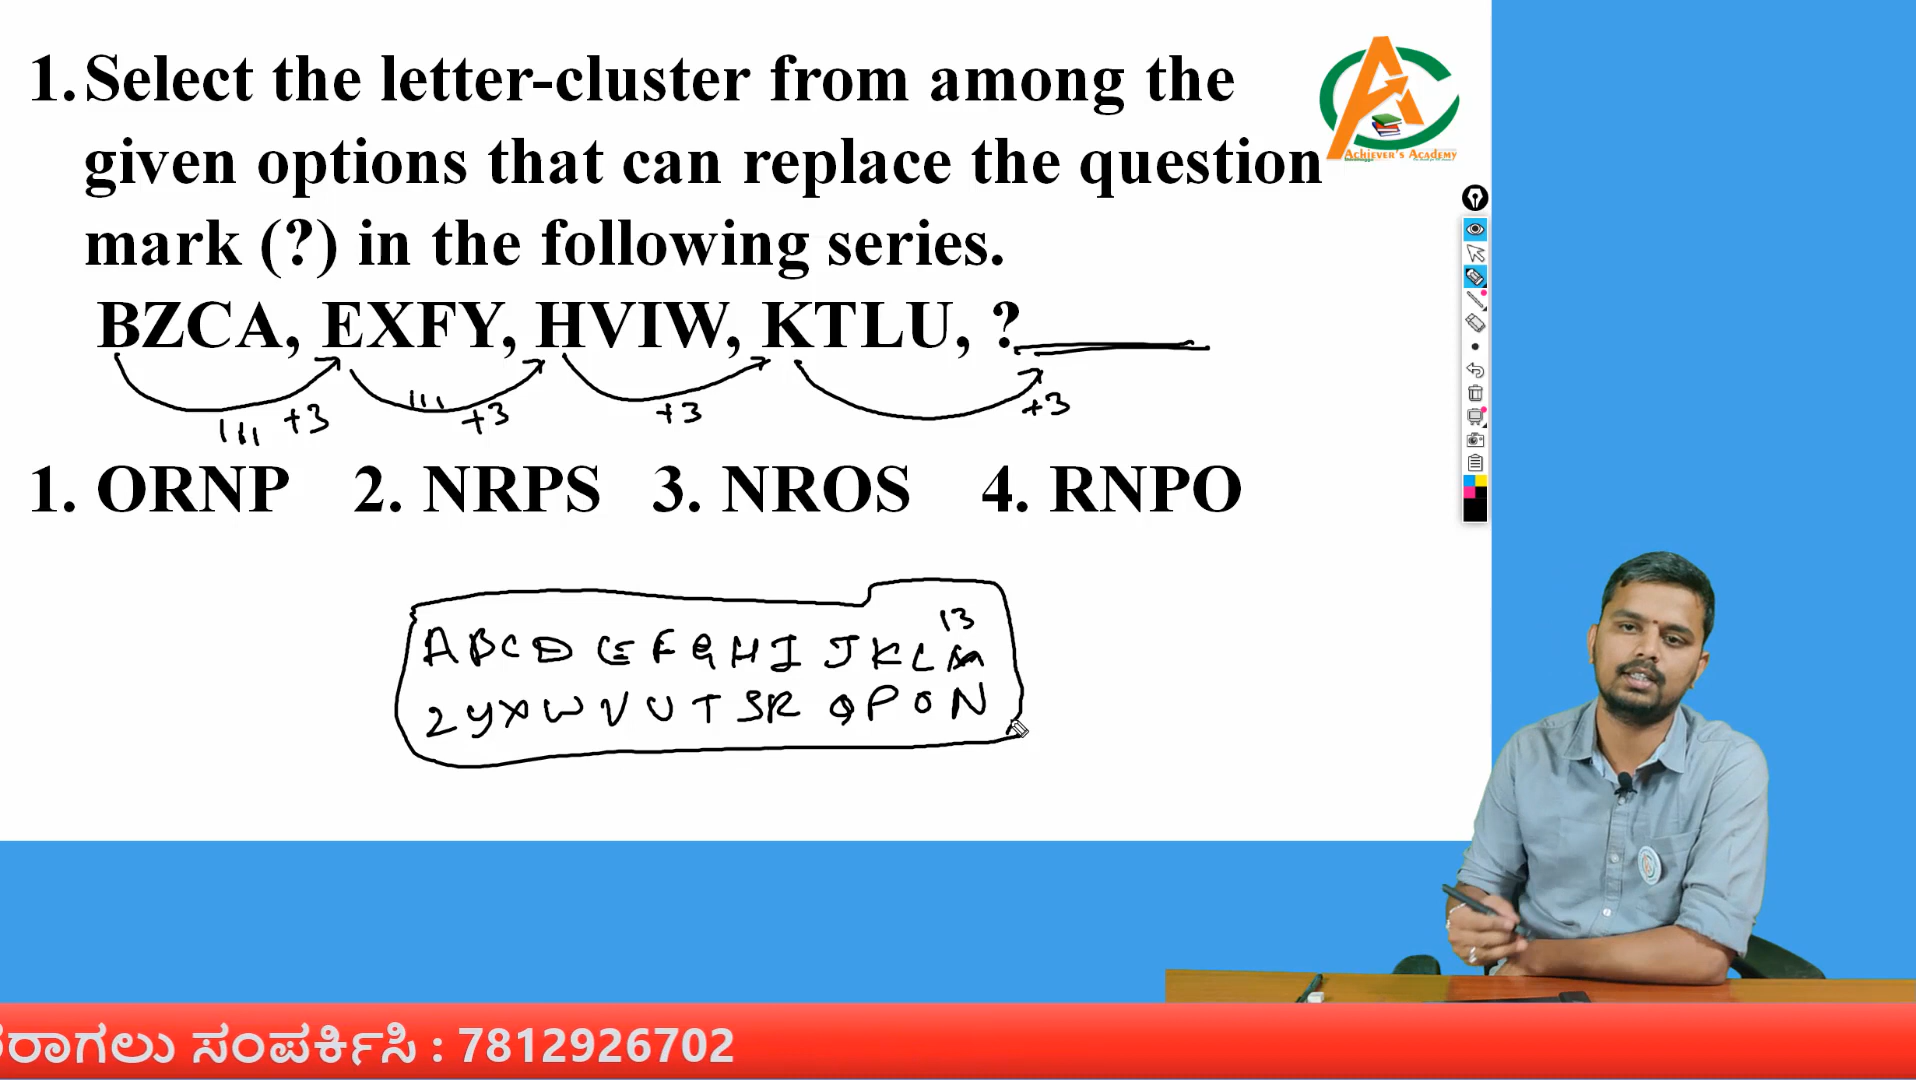 1. Select the letter-cluster from among the
given options that can replace the question
mark (?) in the following series.
BZCA, EXFY, HVIW, KTLU, ?
+3 +3 +3 +3
1. ORNP 2. NRPS 3. NROS 4. RNPO
13
A B C D E F G H I J K L M
Z Y X W V U T S R Q P O N
ACHIEVER'S ACADEMY
ರಾಗಲು ಸಂಪರ್ಕಿಸಿ : 7812926702